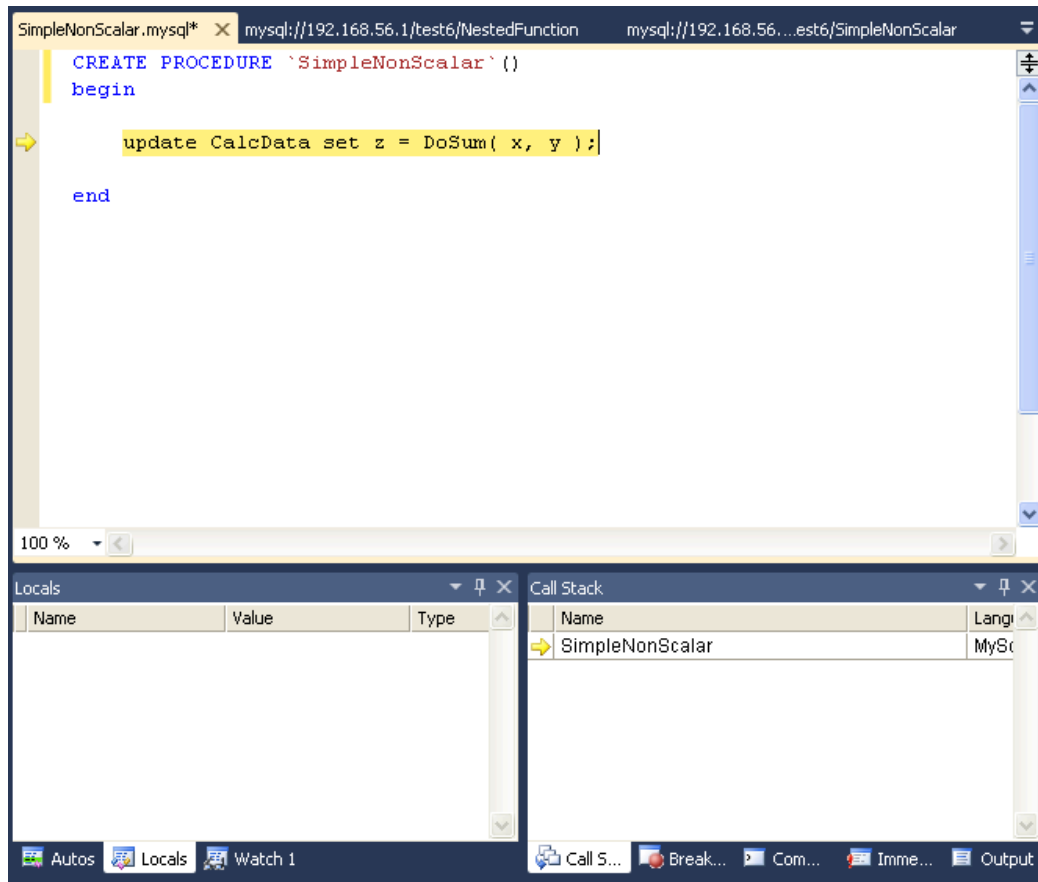 SimpleNonScalar.mysql* mysql://192.168.56.1/test6/NestedFunction mysql://192.168.56....est6/SimpleNonScalar
CREATE PROCEDURE `SimpleNonScalar`()
begin
update CalcData set z = DoSum( x, y );
end
100 %
Locals
Name Value Type
Call Stack
Name Langu
SimpleNonScalar MySc
Autos Locals Watch 1
Call S... Break... Com... Imme... Output